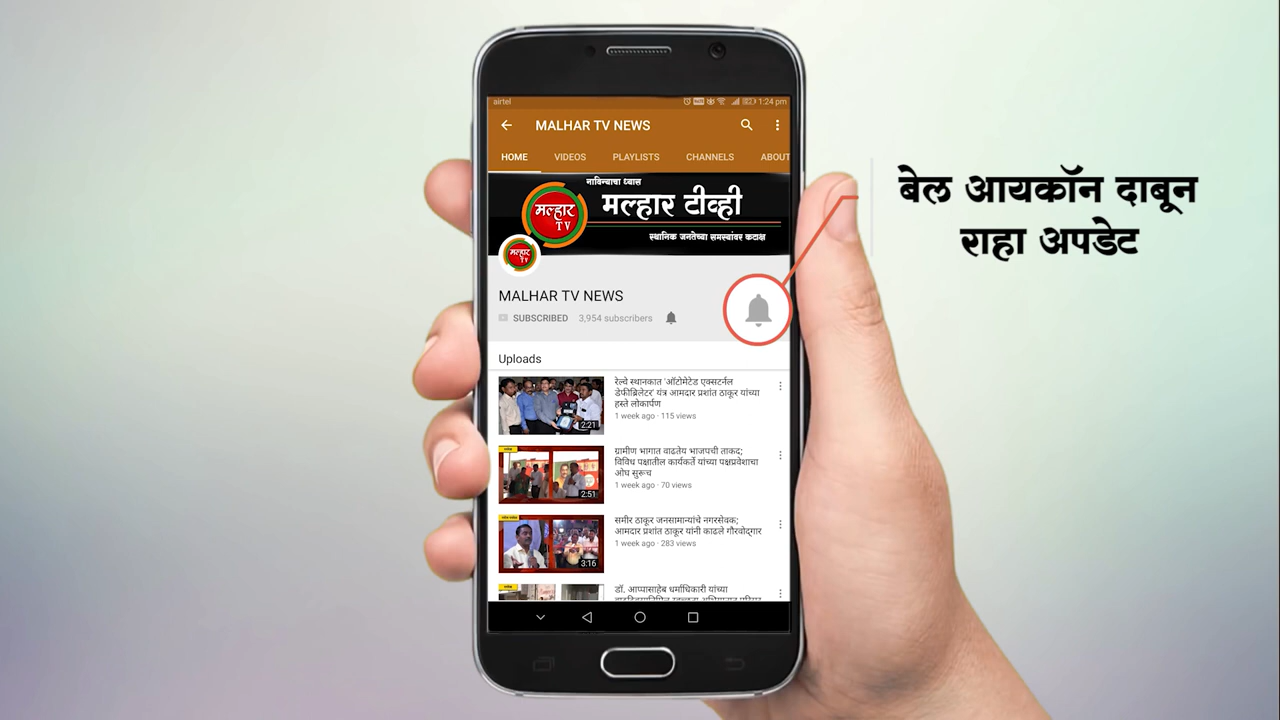 airtel
1:24 pm
MALHAR TV NEWS
HOME VIDEOS PLAYLISTS CHANNELS ABOUT
नाविन्याचा ध्यास
मल्हार टीव्ही
मल्हार
TV
स्थानिक जनतेच्या समस्यांवर कटाक्ष
मल्हार
TV
बेल आयकॉन दाबून
राहा अपडेट
MALHAR TV NEWS
SUBSCRIBED 3,954 subscribers
Uploads
रेल्वे स्थानकात 'ऑटोमेटेड एक्सटर्नल
डेफीब्रिलेटर' यंत्र आमदार प्रशांत ठाकूर यांच्या
हस्ते लोकार्पण
1 week ago · 115 views
2:21
ग्रामीण भागात वाढतेय भाजपची ताकद;
विविध पक्षातील कार्यकर्ते यांच्या पक्षप्रवेशाचा
ओघ सुरूच
1 week ago · 70 views
2:51
समीर ठाकूर जनसामान्यांचे नगरसेवक;
आमदार प्रशांत ठाकूर यांनी काढले गौरवोद्गार
1 week ago · 283 views
3:16
डॉ. आप्पासाहेब धर्माधिकारी यांच्या